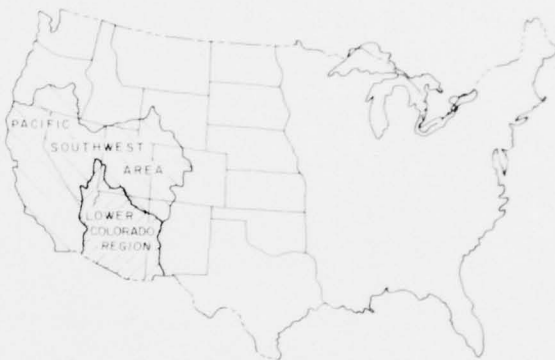 PACIFIC
SOUTHWEST
AREA
LOWER
COLORADO
REGION